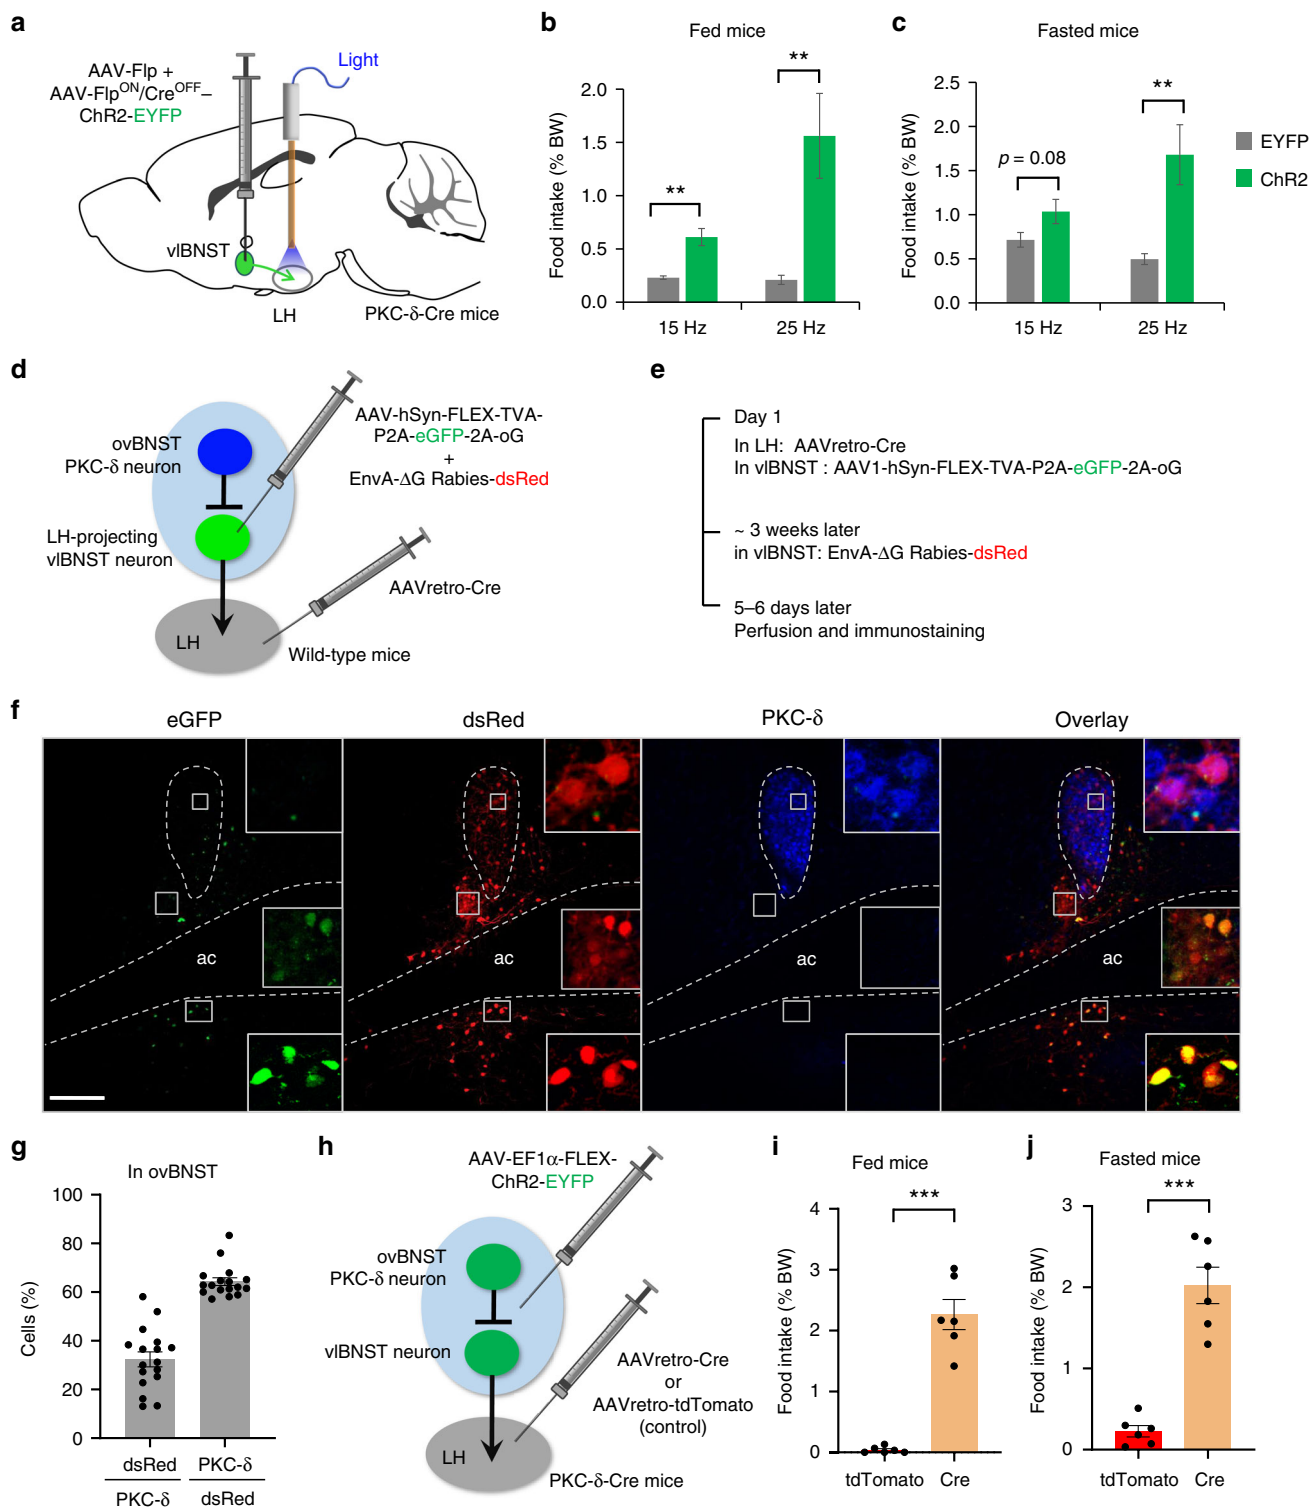 a
AAV-Flp +
AAV-Flp^ON/Cre^OFF–
ChR2-EYFP
Light
vlBNST
LH
PKC-δ-Cre mice
b
Fed mice
**
**
Food intake (% BW)
2.0
1.5
1.0
0.5
0.0
15 Hz
25 Hz
c
Fasted mice
p = 0.08
**
Food intake (% BW)
2.5
2.0
1.5
1.0
0.5
0.0
15 Hz
25 Hz
EYFP
ChR2
d
ovBNST
PKC-δ neuron
LH-projecting
vlBNST neuron
LH
AAV-hSyn-FLEX-TVA-
P2A-eGFP-2A-oG
+
EnvA-ΔG Rabies-dsRed
AAVretro-Cre
Wild-type mice
e
Day 1
In LH: AAVretro-Cre
In vlBNST : AAV1-hSyn-FLEX-TVA-P2A-eGFP-2A-oG
~ 3 weeks later
in vlBNST: EnvA-ΔG Rabies-dsRed
5–6 days later
Perfusion and immunostaining
f
eGFP
dsRed
PKC-δ
Overlay
ac
ac
ac
ac
g
In ovBNST
Cells (%)
100
80
60
40
20
0
dsRed
PKC-δ
PKC-δ
dsRed
h
AAV-EF1α-FLEX-
ChR2-EYFP
ovBNST
PKC-δ neuron
vlBNST neuron
LH
AAVretro-Cre
or
AAVretro-tdTomato
(control)
PKC-δ-Cre mice
i
Fed mice
***
Food intake (% BW)
4
3
2
1
0
tdTomato
Cre
j
Fasted mice
***
Food intake (% BW)
3
2
1
0
tdTomato
Cre